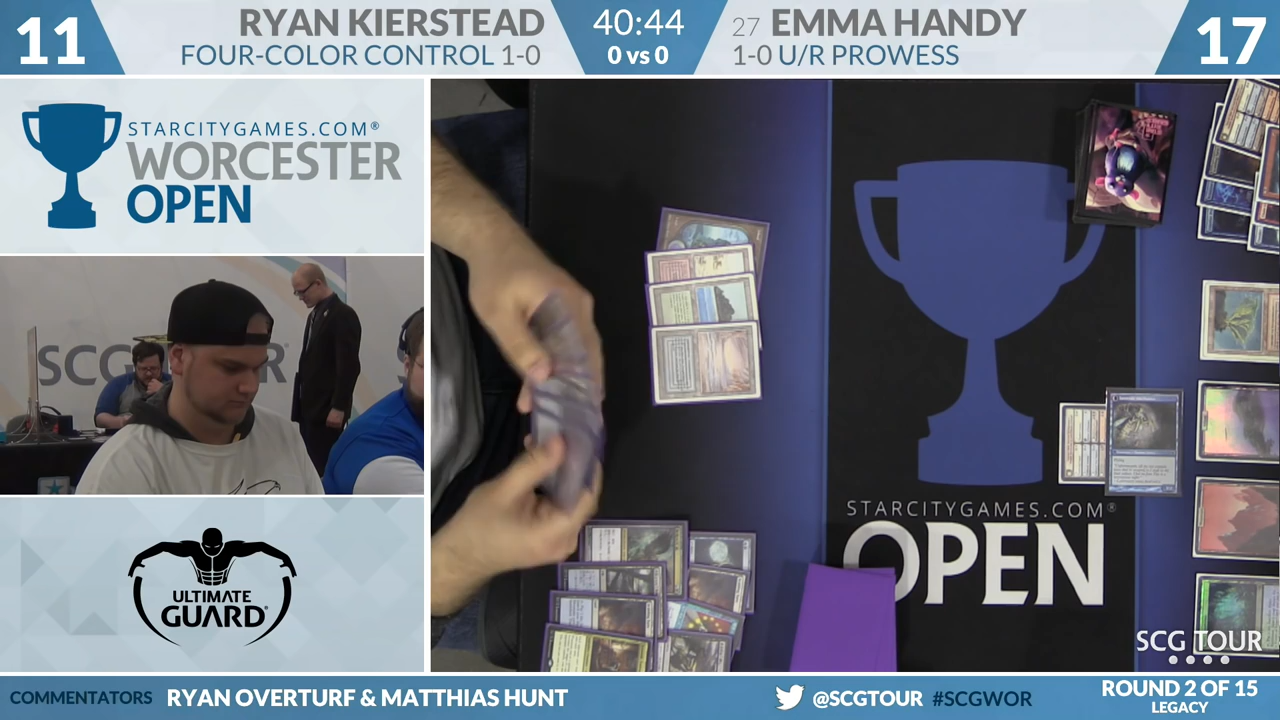 11
RYAN KIERSTEAD
FOUR-COLOR CONTROL 1-0
40:44
0 vs 0
27 EMMA HANDY
1-0 U/R PROWESS
17
STARCITYGAMES.COM®
WORCESTER
OPEN
SCG
ULTIMATE
GUARD
STARCITYGAMES.COM®
OPEN
SCG TOUR
COMMENTATORS RYAN OVERTURF & MATTHIAS HUNT
@SCGTOUR #SCGWOR
ROUND 2 OF 15
LEGACY